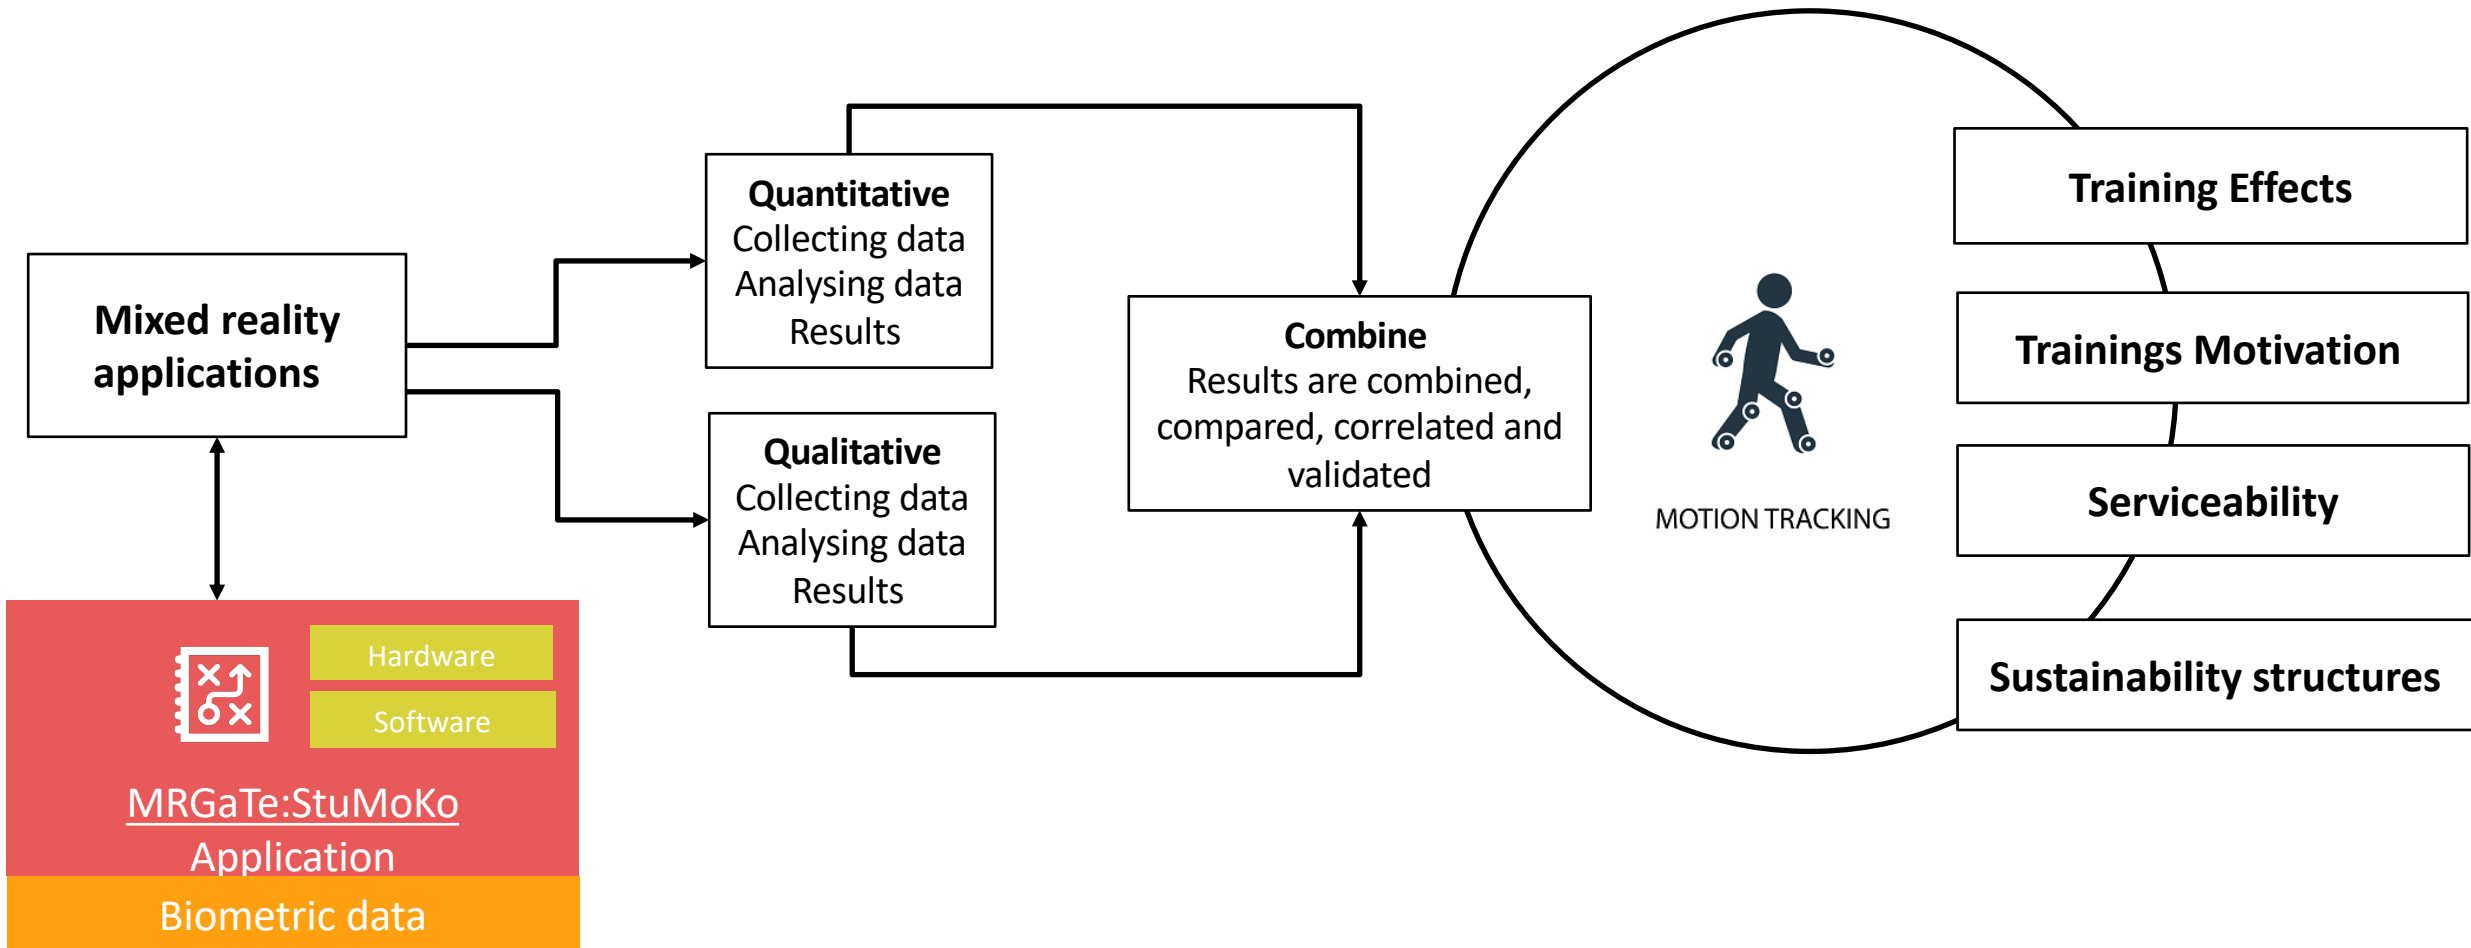 Mixed reality
applications
Hardware
Software
MRGaTe:StuMoKo
Application
Biometric data
Quantitative
Collecting data
Analysing data
Results
Qualitative
Collecting data
Analysing data
Results
Combine
Results are combined,
compared, correlated and
validated
MOTION TRACKING
Training Effects
Trainings Motivation
Serviceability
Sustainability structures